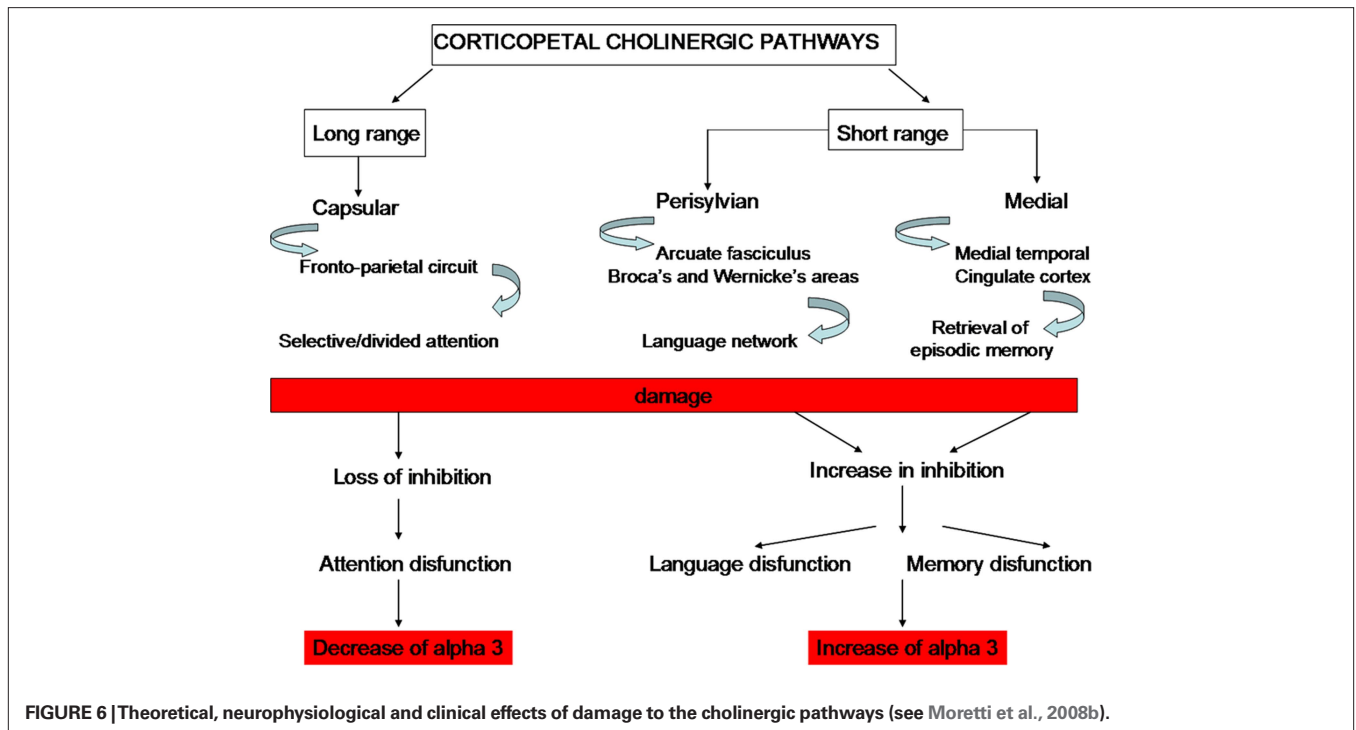 CORTICOPETAL CHOLINERGIC PATHWAYS
Long range
Short range
Capsular
Perisylvian
Medial
Fronto-parietal circuit
Arcuate fasciculus
Broca's and Wernicke's areas
Medial temporal
Cingulate cortex
Selective/divided attention
Language network
Retrieval of
episodic memory
damage
Loss of inhibition
Increase in inhibition
Attention disfunction
Language disfunction
Memory disfunction
Decrease of alpha 3
Increase of alpha 3
FIGURE 6 | Theoretical, neurophysiological and clinical effects of damage to the cholinergic pathways (see Moretti et al., 2008b).